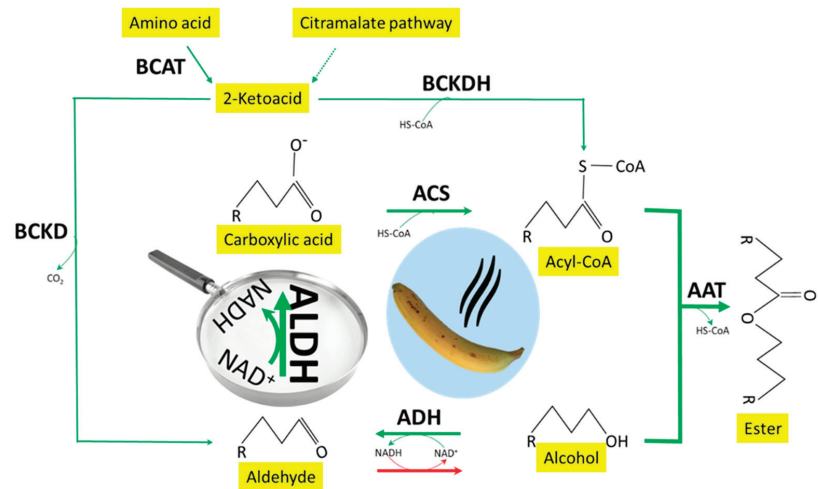 Amino acid
Citramalate pathway
BCAT
2-Ketoacid
BCKDH
HS-CoA
O⁻
S
CoA
R
O
ACS
HS-CoA
R
O
Carboxylic acid
Acyl-CoA
BCKD
CO₂
NADH
ALDH
NAD⁺
R
AAT
O
O
HS-CoA
R
ADH
R
O
NADH
NAD⁺
R
OH
Aldehyde
Alcohol
Ester